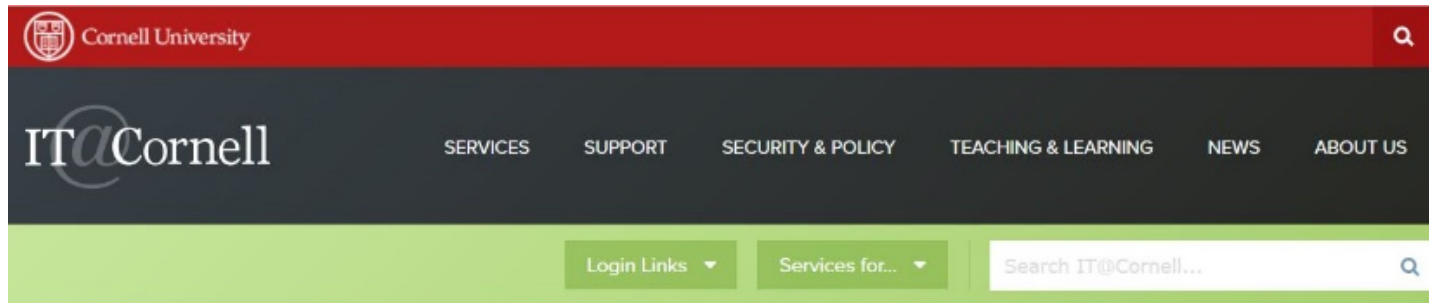 Cornell University
IT@Cornell
SERVICES SUPPORT SECURITY & POLICY TEACHING & LEARNING NEWS ABOUT US
Login Links Services for... Search IT@Cornell...